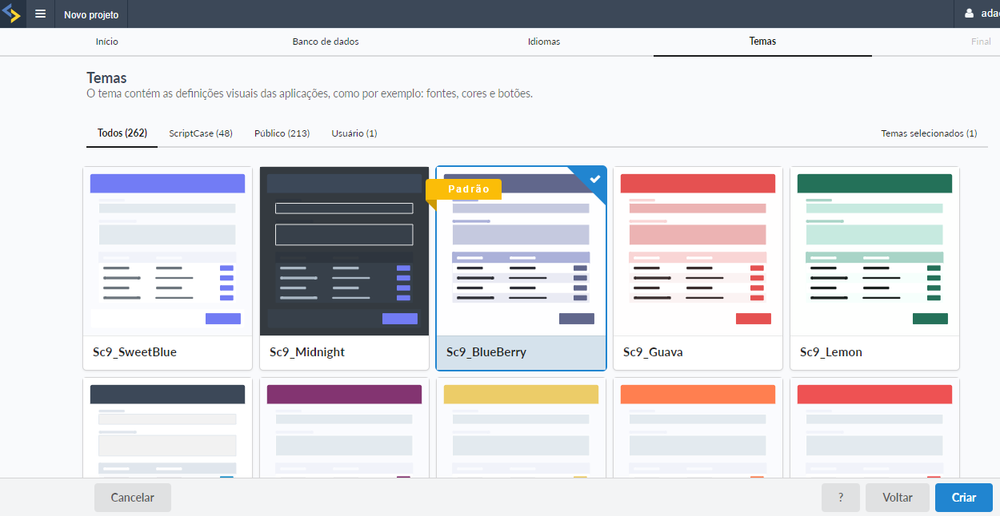 Novo projeto
Início
Banco de dados
Idiomas
Temas
Final
Temas
O tema contém as definições visuais das aplicações, como por exemplo: fontes, cores e botões.
Todos (262)
ScriptCase (48)
Público (213)
Usuário (1)
Temas selecionados (1)
Padrão
Sc9_SweetBlue
Sc9_Midnight
Sc9_BlueBerry
Sc9_Guava
Sc9_Lemon
Cancelar
?
Voltar
Criar